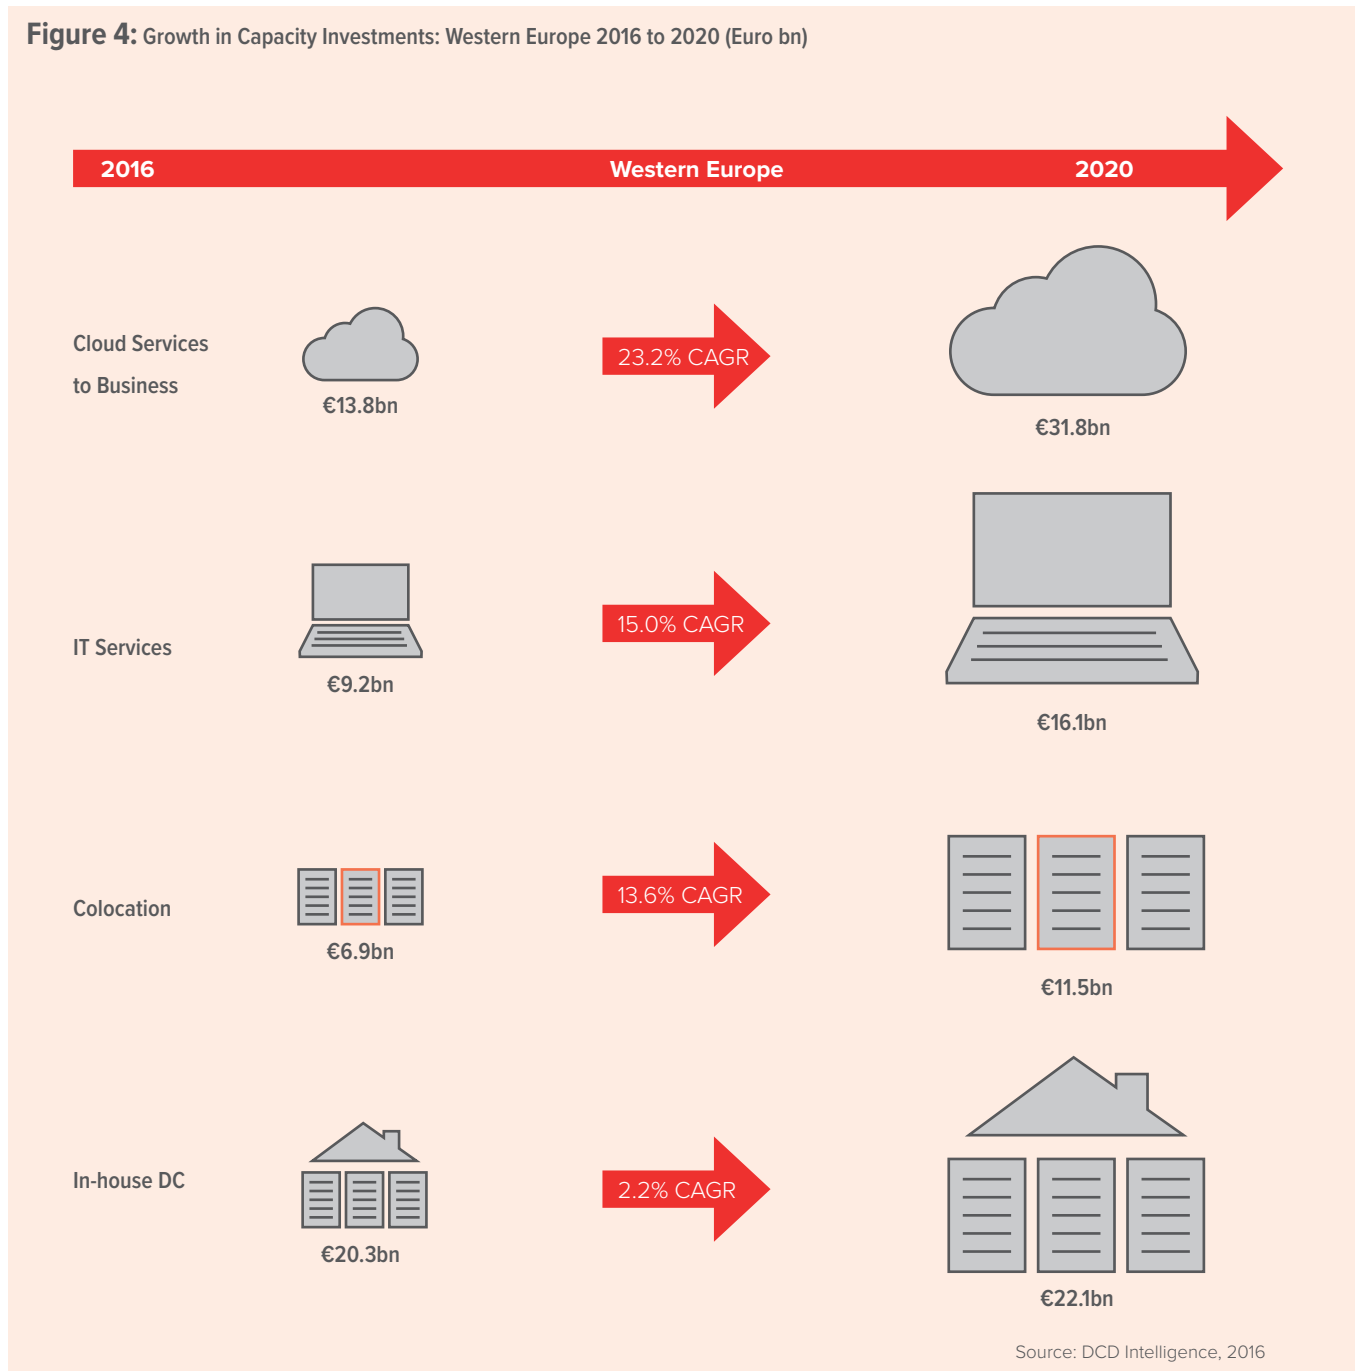 Figure 4: Growth in Capacity Investments: Western Europe 2016 to 2020 (Euro bn)
2016 Western Europe 2020
Cloud Services
to Business
23.2% CAGR
€13.8bn
€31.8bn
IT Services
15.0% CAGR
€9.2bn
€16.1bn
Colocation
13.6% CAGR
€6.9bn
€11.5bn
In-house DC
2.2% CAGR
€20.3bn
€22.1bn
Source: DCD Intelligence, 2016